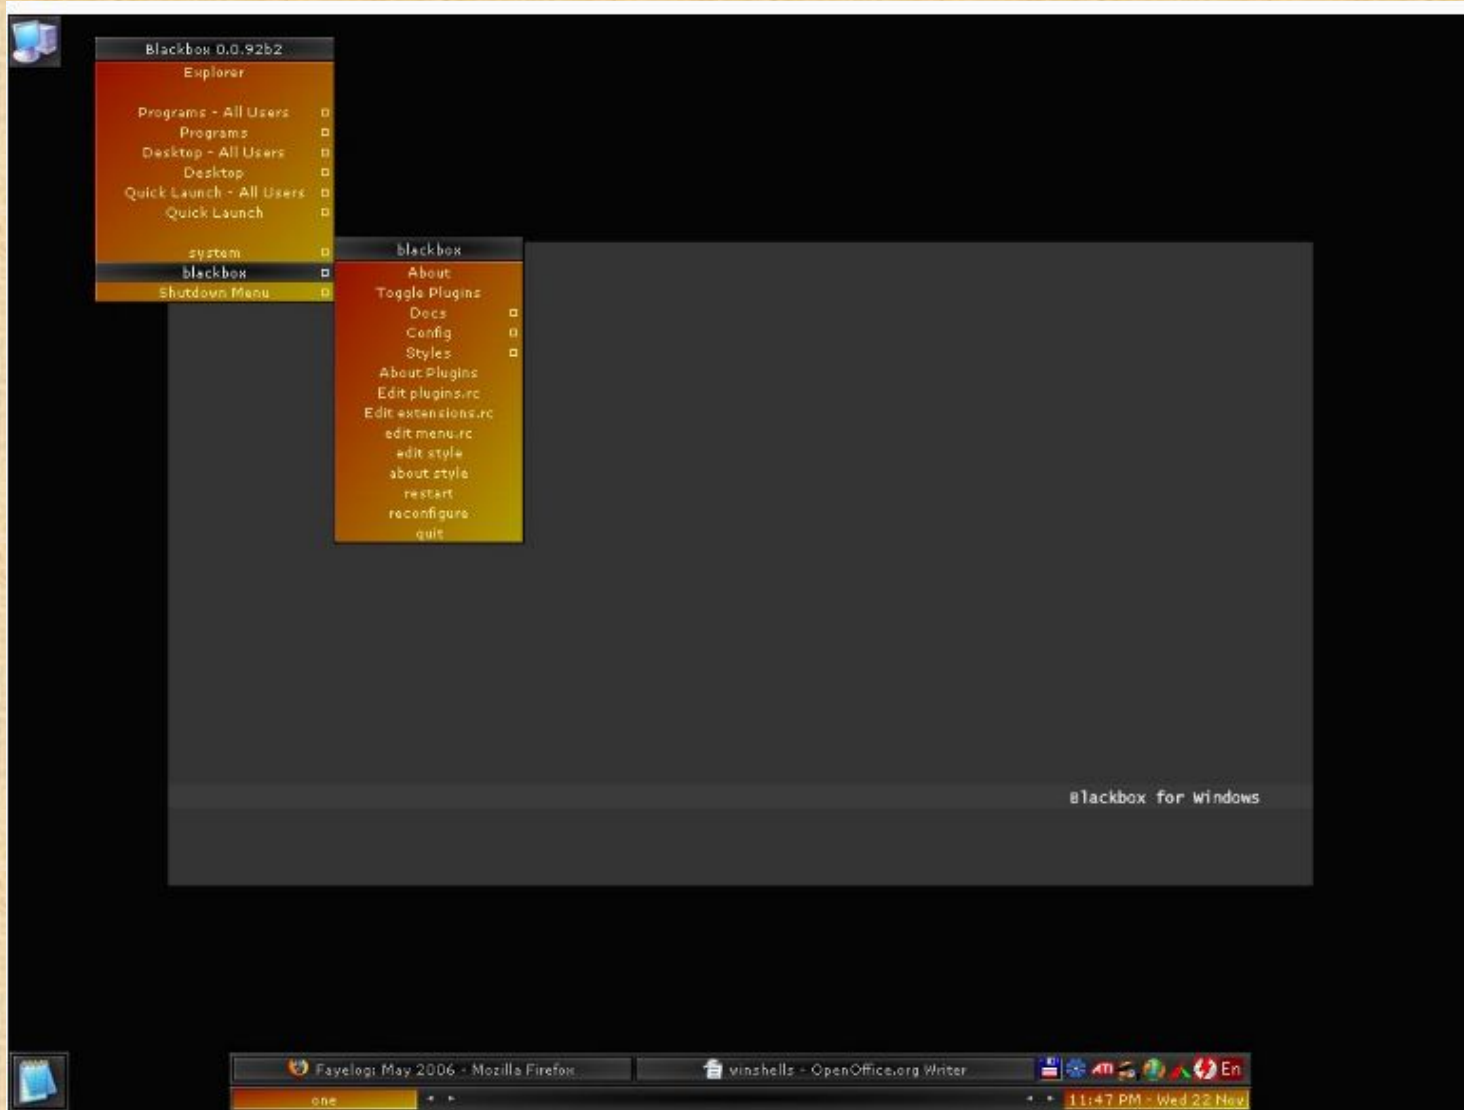 Blackbox 0.0.92b2
Explorer
Programs - All Users
Programs
Desktop - All Users
Desktop
Quick Launch - All Users
Quick Launch
system
blackbox
Shutdown Menu
blackbox
About
Toggle Plugins
Docs
Config
Styles
About Plugins
Edit plugins.rc
Edit extensions.rc
edit menu.rc
edit style
about style
restart
reconfigure
quit
Blackbox for Windows
Fayelog: May 2006 - Mozilla Firefox
winshells - OpenOffice.org Writer
ATI
En
one
11:47 PM - Wed 22 Nov